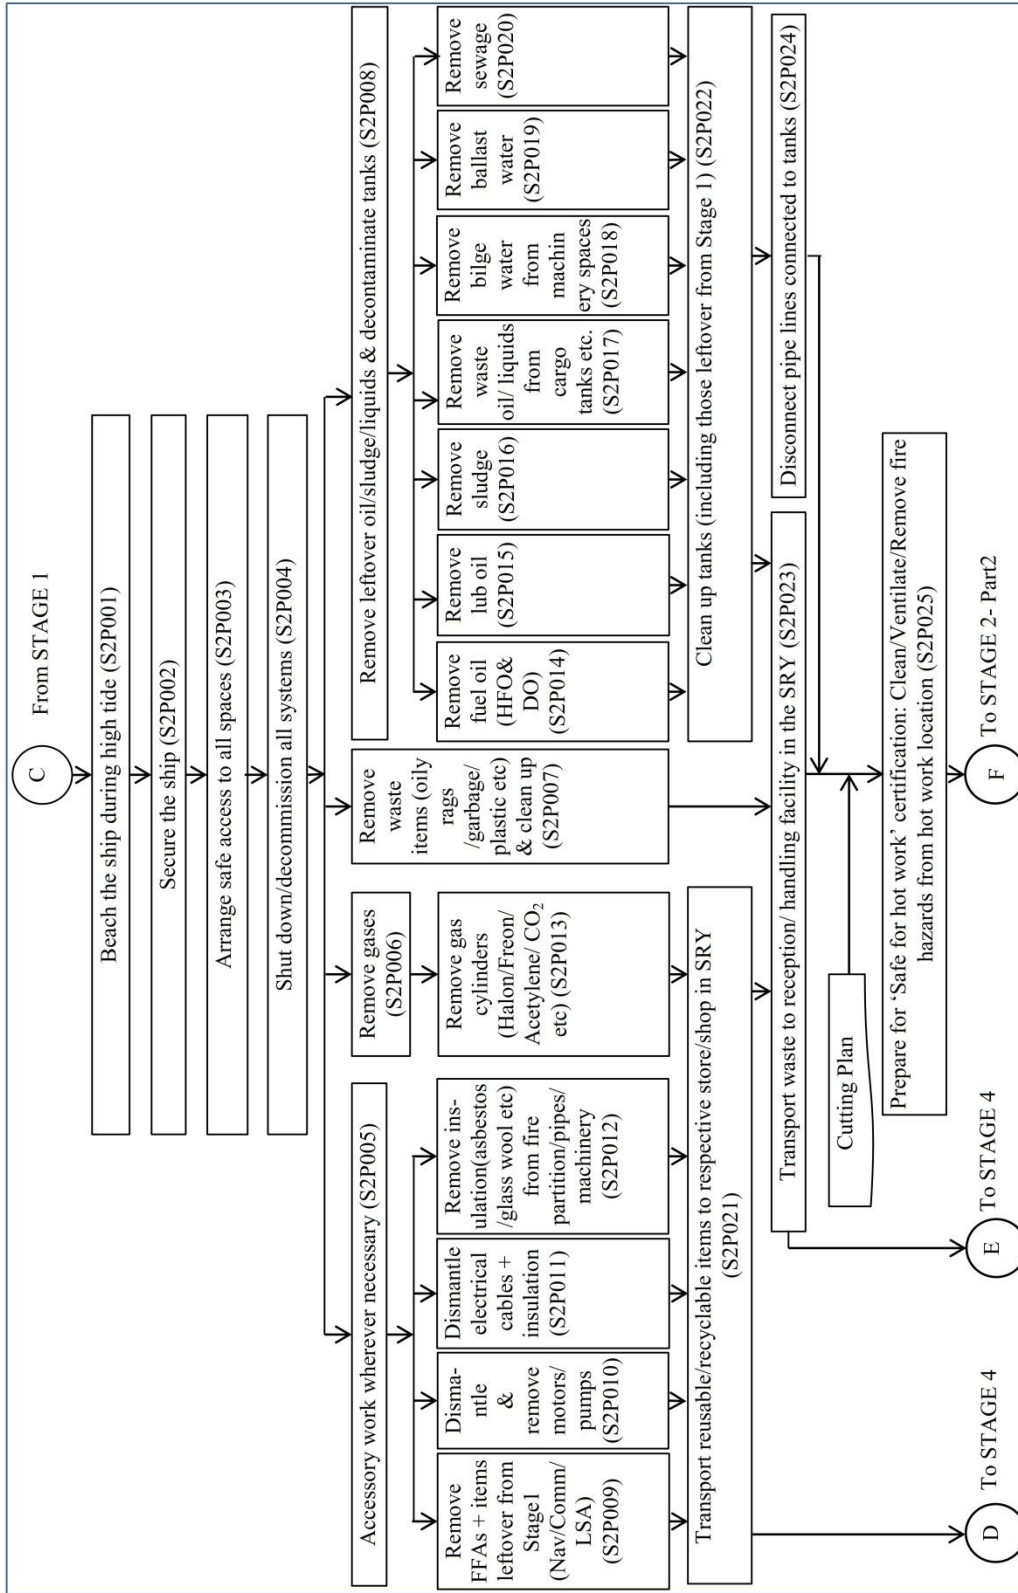 C
From STAGE 1
Beach the ship during high tide (S2P001)
Secure the ship (S2P002)
Arrange safe access to all spaces (S2P003)
Shut down/decommission all systems (S2P004)
Accessory work wherever necessary (S2P005)
Remove gases
(S2P006)
Remove
waste
items (oily
rags
/garbage/
plastic etc)
& clean up
(S2P007)
Remove leftover oil/sludge/liquids & decontaminate tanks (S2P008)
Remove
FFAs + items
leftover from
Stage1
(Nav/Comm/
LSA)
(S2P009)
Disma-
ntle
&
remove
motors/
pumps
(S2P010)
Dismantle
electrical
cables +
insulation
(S2P011)
Remove ins-
ulation(asbestos
/glass wool etc)
from fire
partition/pipes/
machinery
(S2P012)
Remove gas
cylinders
(Halon/Freon/
Acetylene/ CO₂
etc) (S2P013)
Remove
fuel oil
(HFO&
DO)
(S2P014)
Remove
lub oil
(S2P015)
Remove
sludge
(S2P016)
Remove
waste
oil/ liquids
from
cargo
tanks etc.
(S2P017)
Remove
bilge
water
from
machin
ery spaces
(S2P018)
Remove
ballast
water
(S2P019)
Remove
sewage
(S2P020)
Transport reusable/recyclable items to respective store/shop in SRY
(S2P021)
Clean up tanks (including those leftover from Stage 1) (S2P022)
Transport waste to reception/ handling facility in the SRY (S2P023)
Disconnect pipe lines connected to tanks (S2P024)
Cutting Plan
Prepare for ‘Safe for hot work’ certification: Clean/Ventilate/Remove fire
hazards from hot work location (S2P025)
D
To STAGE 4
E
To STAGE 4
F
To STAGE 2- Part2